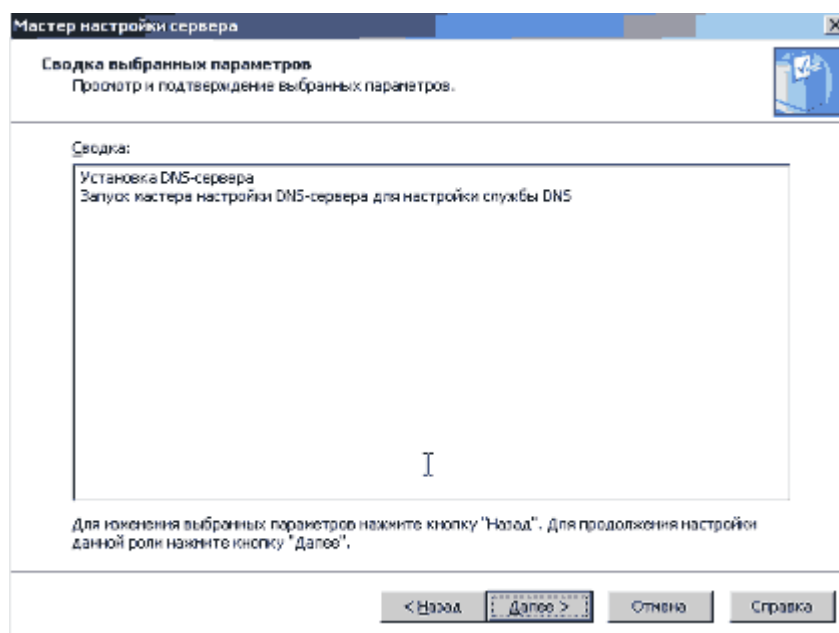 Мастер настройки сервера
Сводка выбранных параметров
Просмотр и подтверждение выбранных параметров.
Сводка:
Установка DNS-сервера
Запуск мастера настройки DNS-сервера для настройки службы DNS
Для изменения выбранных параметров нажмите кнопку "Назад". Для продолжения настройки
данной роли нажмите кнопку "Далее".
< Назад
Далее >
Отмена
Справка